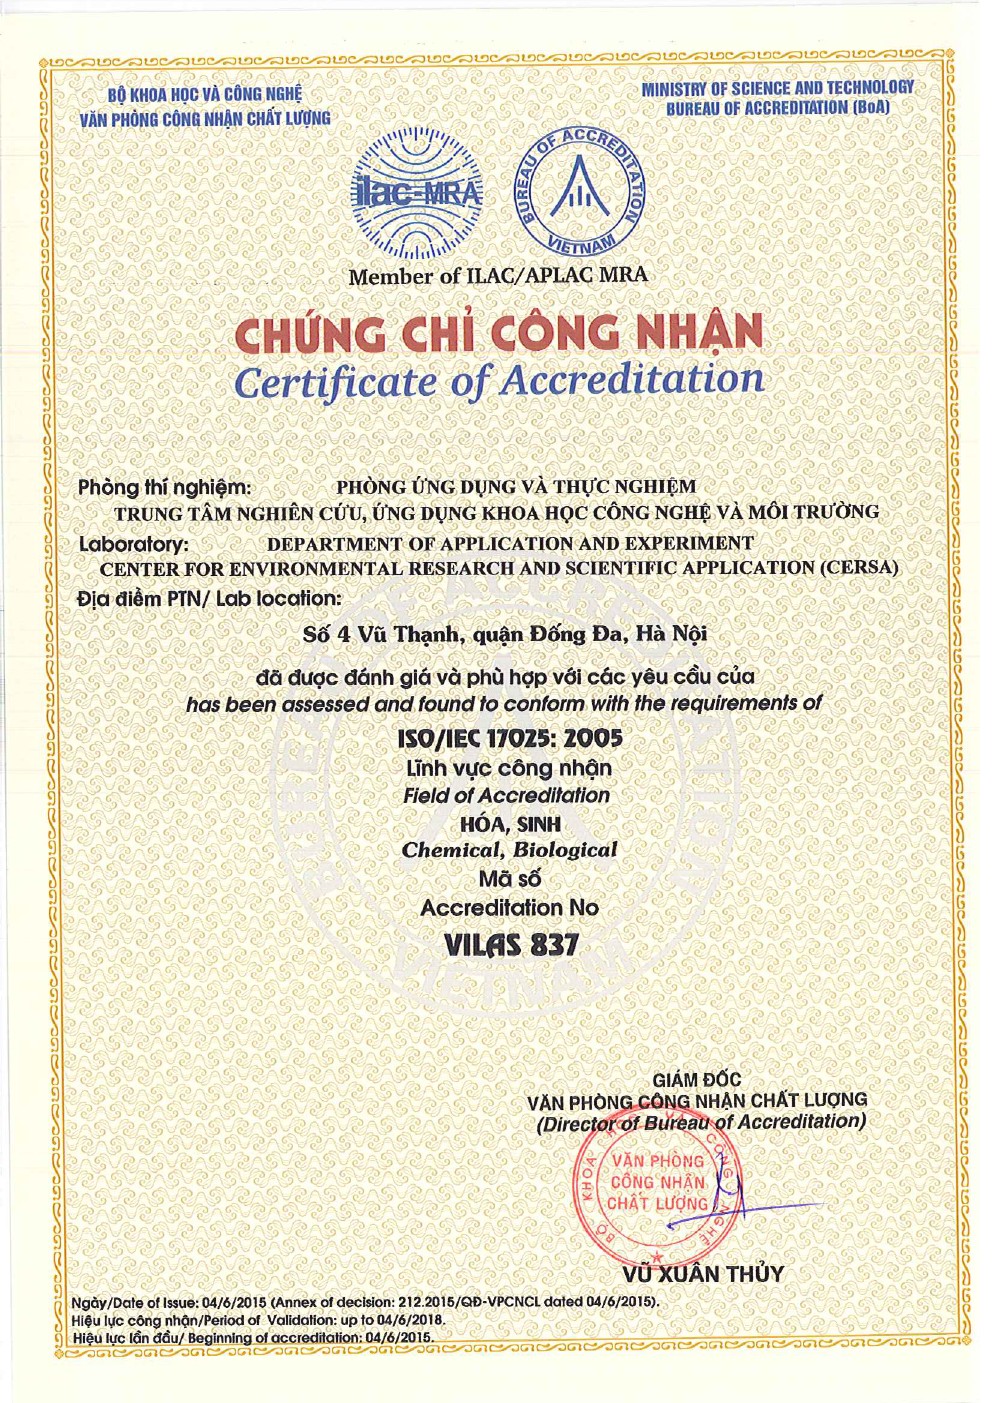 BỘ KHOA HỌC VÀ CÔNG NGHỆ
VĂN PHÒNG CÔNG NHẬN CHẤT LƯỢNG
MINISTRY OF SCIENCE AND TECHNOLOGY
BUREAU OF ACCREDITATION (BoA)
ilac-MRA
BUREAU OF ACCREDITATION
VIETNAM
Member of ILAC/APLAC MRA
CHỨNG CHỈ CÔNG NHẬN
Certificate of Accreditation
Phòng thí nghiệm: PHÒNG ỨNG DỤNG VÀ THỰC NGHIỆM
TRUNG TÂM NGHIÊN CỨU, ỨNG DỤNG KHOA HỌC CÔNG NGHỆ VÀ MÔI TRƯỜNG
Laboratory: DEPARTMENT OF APPLICATION AND EXPERIMENT
CENTER FOR ENVIRONMENTAL RESEARCH AND SCIENTIFIC APPLICATION (CERSA)
Địa điểm PTN/ Lab location:
Số 4 Vũ Thạnh, quận Đống Đa, Hà Nội
đã được đánh giá và phù hợp với các yêu cầu của
has been assessed and found to conform with the requirements of
ISO/IEC 17025: 2005
Lĩnh vực công nhận
Field of Accreditation
HÓA, SINH
Chemical, Biological
Mã số
Accreditation No
VILAS 837
BUREAU OF ACCREDITATION
VIETNAM
GIÁM ĐỐC
VĂN PHÒNG CÔNG NHẬN CHẤT LƯỢNG
(Director of Bureau of Accreditation)
BỘ KHOA HỌC VÀ CÔNG NGHỆ
VĂN PHÒNG
CÔNG NHẬN
CHẤT LƯỢNG
VŨ XUÂN THỦY
Ngày/Date of Issue: 04/6/2015 (Annex of decision: 212.2015/QĐ-VPCNCL dated 04/6/2015).
Hiệu lực công nhận/Period of Validation: up to 04/6/2018.
Hiệu lực lần đầu/ Beginning of accreditation: 04/6/2015.